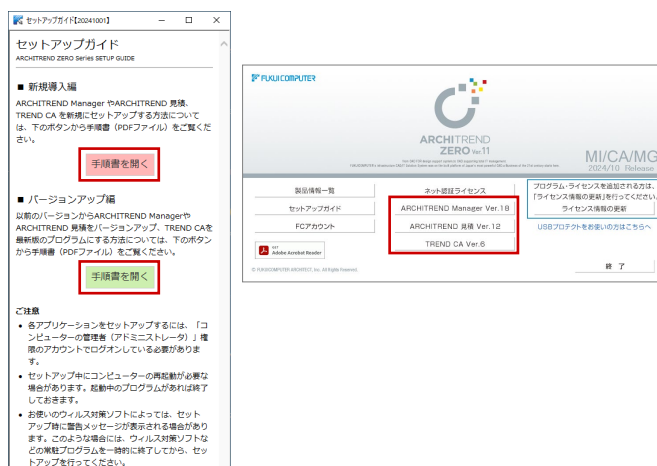 セットアップガイド【20241001】
セットアップガイド
ARCHITREND ZERO Series SETUP GUIDE
■ 新規導入編
ARCHITREND Manager やARCHITREND 見積、
TREND CA を新規にセットアップする方法について
は、下のボタンから手順書（PDFファイル）をご覧くだ
さい。
手順書を開く
■ バージョンアップ編
以前のバージョンからARCHITREND Managerや
ARCHITREND 見積をバージョンアップ、TREND CAを
最新版のプログラムにする方法については、下のボタン
から手順書（PDFファイル）をご覧ください。
手順書を開く
ご注意
• 各アプリケーションをセットアップするには、「コ
ンピューターの管理者（アドミニストレータ）」権
限のアカウントでログオンしている必要がありま
す。
• セットアップ中にコンピューターの再起動が必要な
場合があります。起動中のプログラムがあれば終了
しておきます。
• お使いのウィルス対策ソフトによっては、セット
アップ時に警告メッセージが表示される場合があり
ます。このような場合には、ウィルス対策ソフトな
どの常駐プログラムを一時的に終了してから、セッ
トアップを行ってください。
FUKUI COMPUTER
ARCHITREND
ZERO Ver.11
MI/CA/MG
2024/10 Release
製品情報一覧
セットアップガイド
FCアカウント
GET
Adobe Acrobat Reader
ネット認証ライセンス
ARCHITREND Manager Ver.18
ARCHITREND 見積 Ver.12
TREND CA Ver.6
プログラム・ライセンスを追加される方は、
「ライセンス情報の更新」を行ってください。
ライセンス情報の更新
USBプロテクトをお使いの方はこちらへ
© FUKUI COMPUTER ARCHITECT, Inc. All Rights Reserved.
終 了